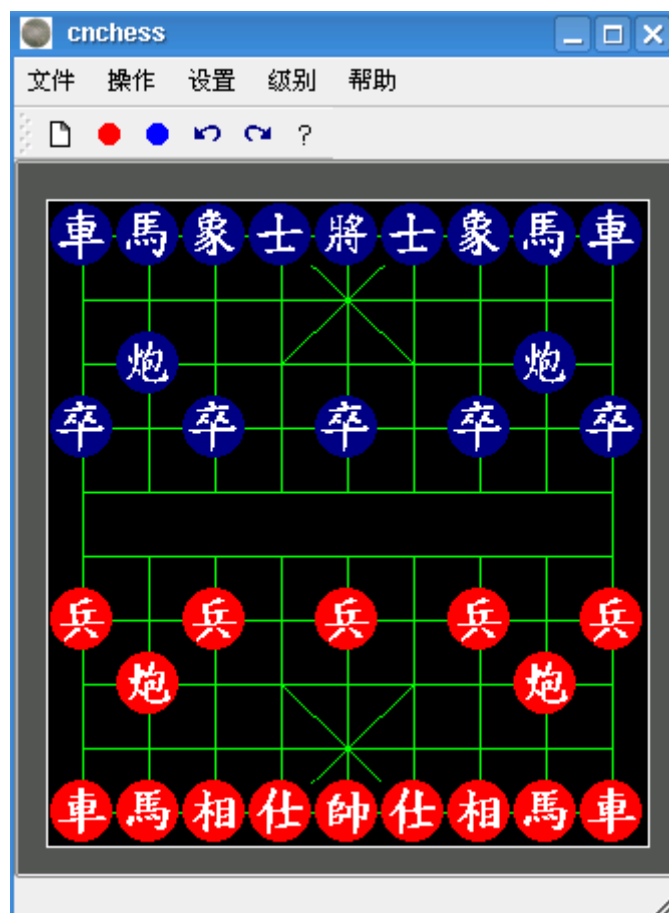 cnchess
文件 操作 设置 级别 帮助
?
車 馬 象 士 將 士 象 馬 車
炮 炮
卒 卒 卒 卒 卒
兵 兵 兵 兵 兵
炮 炮
車 馬 相 仕 帥 仕 相 馬 車